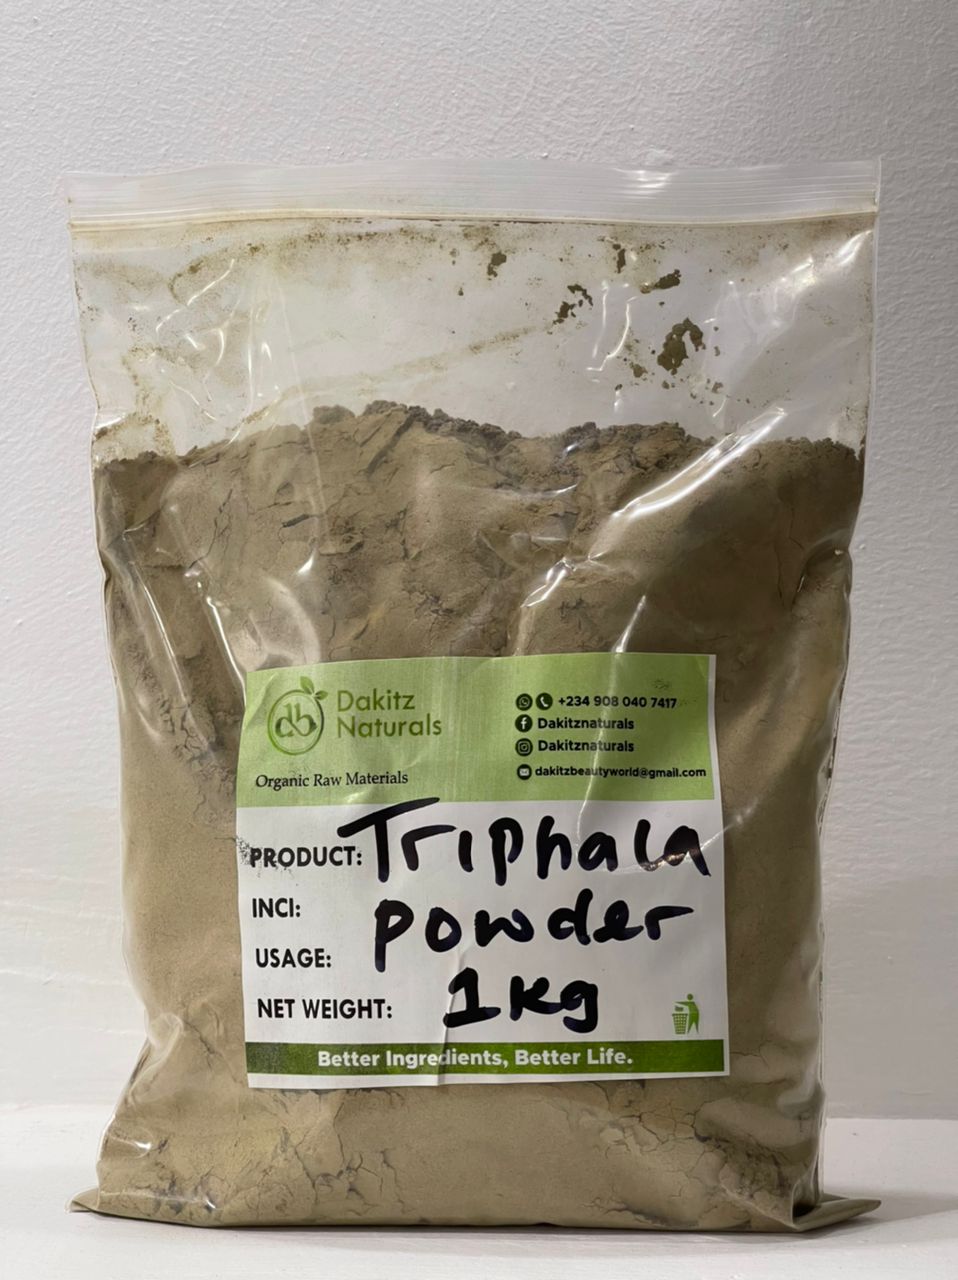 Dakitz
Naturals
Organic Raw Materials
+234 908 040 7417
Dakitznaturals
Dakitznaturals
dakitzbeautyworld@gmail.com
PRODUCT: Triphala
INCI: powder
USAGE:
NET WEIGHT: 1kg
Better Ingredients, Better Life.